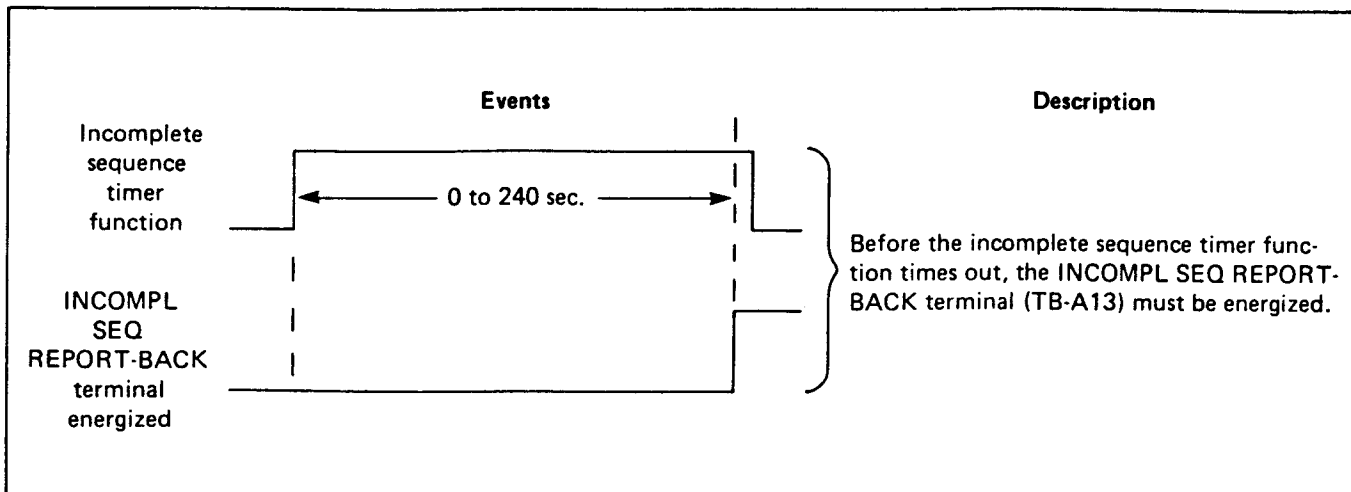 Events
Description
Incomplete
sequence
timer
function
0 to 240 sec.
INCOMPL
SEQ
REPORT-BACK
terminal
energized
Before the incomplete sequence timer func-
tion times out, the INCOMPL SEQ REPORT-
BACK terminal (TB-A13) must be energized.